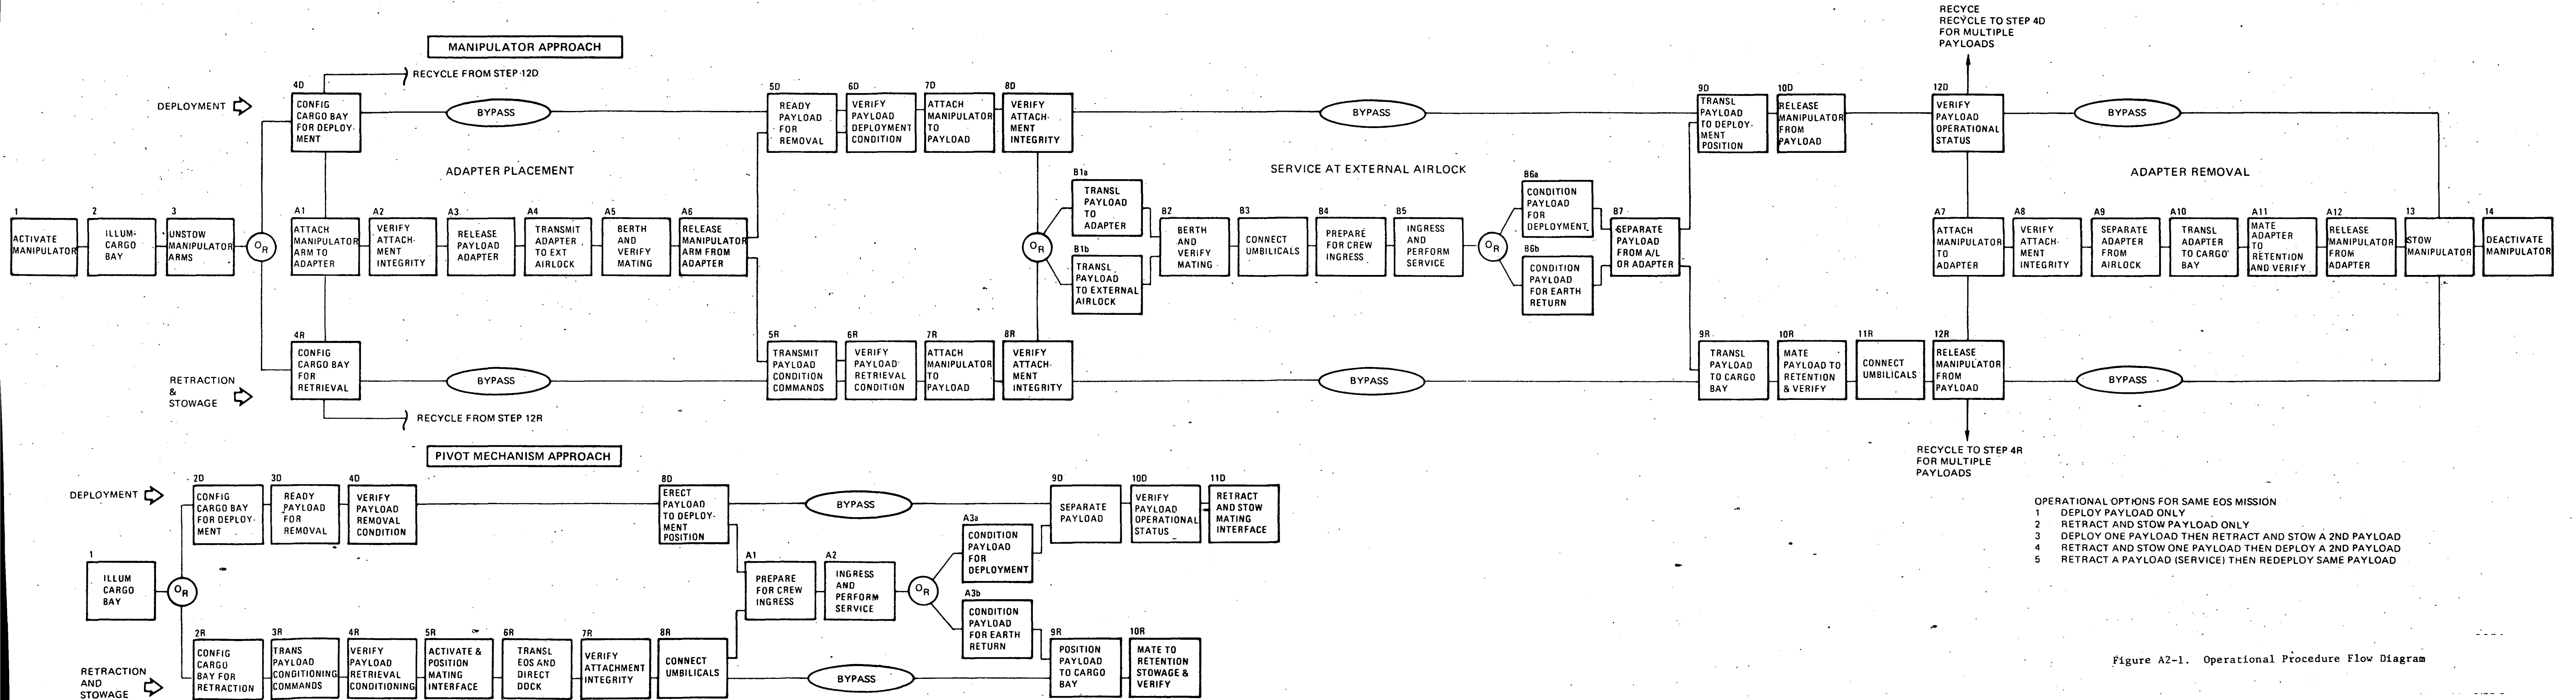 RECYCE
RECYCLE TO STEP 4D
FOR MULTIPLE
PAYLOADS
MANIPULATOR APPROACH
RECYCLE FROM STEP 12D
DEPLOYMENT
4D
CONFIG
CARGO BAY
FOR DEPLOY-
MENT
BYPASS
5D
READY
PAYLOAD
FOR
REMOVAL
6D
VERIFY
PAYLOAD
DEPLOYMENT
CONDITION
7D
ATTACH
MANIPULATOR
TO
PAYLOAD
8D
VERIFY
ATTACH-
MENT
INTEGRITY
BYPASS
9D
TRANSL
PAYLOAD
TO DEPLOY-
MENT
POSITION
10D
RELEASE
MANIPULATOR
FROM
PAYLOAD
12D
VERIFY
PAYLOAD
OPERATIONAL
STATUS
BYPASS
ADAPTER PLACEMENT
SERVICE AT EXTERNAL AIRLOCK
ADAPTER REMOVAL
1
ACTIVATE
MANIPULATOR
2
ILLUM-
CARGO
BAY
3
UNSTOW
MANIPULATOR
ARMS
OR
A1
ATTACH
MANIPULATOR
ARM TO
ADAPTER
A2
VERIFY
ATTACH-
MENT
INTEGRITY
A3
RELEASE
PAYLOAD
ADAPTER
A4
TRANSMIT
ADAPTER
TO EXT
AIRLOCK
A5
BERTH
AND
VERIFY
MATING
A6
RELEASE
MANIPULATOR
ARM FROM
ADAPTER
OR
B1a
TRANSL
PAYLOAD
TO
ADAPTER
B1b
TRANSL
PAYLOAD
TO EXTERNAL
AIRLOCK
B2
BERTH
AND
VERIFY
MATING
B3
CONNECT
UMBILICALS
B4
PREPARE
FOR CREW
INGRESS
B5
INGRESS
AND
PERFORM
SERVICE
OR
B6a
CONDITION
PAYLOAD
FOR
DEPLOYMENT
B6b
CONDITION
PAYLOAD
FOR EARTH
RETURN
B7
SEPARATE
PAYLOAD
FROM A/L
OR ADAPTER
A7
ATTACH
MANIPULATOR
TO
ADAPTER
A8
VERIFY
ATTACH-
MENT
INTEGRITY
A9
SEPARATE
ADAPTER
FROM
AIRLOCK
A10
TRANSL
ADAPTER
TO CARGO
BAY
A11
MATE
ADAPTER
TO
RETENTION
AND VERIFY
A12
RELEASE
MANIPULATOR
FROM
ADAPTER
13
STOW
MANIPULATOR
14
DEACTIVATE
MANIPULATOR
RETRACTION
&
STOWAGE
4R
CONFIG
CARGO BAY
FOR
RETRIEVAL
BYPASS
RECYCLE FROM STEP 12R
5R
TRANSMIT
PAYLOAD
CONDITION
COMMANDS
6R
VERIFY
PAYLOAD
RETRIEVAL
CONDITION
7R
ATTACH
MANIPULATOR
TO
PAYLOAD
8R
VERIFY
ATTACH-
MENT
INTEGRITY
BYPASS
9R
TRANSL
PAYLOAD
TO CARGO
BAY
10R
MATE
PAYLOAD TO
RETENTION
& VERIFY
11R
CONNECT
UMBILICALS
12R
RELEASE
MANIPULATOR
FROM
PAYLOAD
BYPASS
RECYCLE TO STEP 4R
FOR MULTIPLE
PAYLOADS
PIVOT MECHANISM APPROACH
DEPLOYMENT
2D
CONFIG
CARGO BAY
FOR DEPLOY-
MENT
3D
READY
PAYLOAD
FOR
REMOVAL
4D
VERIFY
PAYLOAD
REMOVAL
CONDITION
8D
ERECT
PAYLOAD
TO DEPLOY-
MENT
POSITION
BYPASS
9D
SEPARATE
PAYLOAD
10D
VERIFY
PAYLOAD
OPERATIONAL
STATUS
11D
RETRACT
AND STOW
MATING
INTERFACE
1
ILLUM
CARGO
BAY
OR
A1
PREPARE
FOR CREW
INGRESS
A2
INGRESS
AND
PERFORM
SERVICE
OR
A3a
CONDITION
PAYLOAD
FOR
DEPLOYMENT
A3b
CONDITION
PAYLOAD
FOR EARTH
RETURN
RETRACTION
AND
STOWAGE
2R
CONFIG
CARGO
BAY FOR
RETRACTION
3R
TRANS
PAYLOAD
CONDITIONING
COMMANDS
4R
VERIFY
PAYLOAD
RETRIEVAL
CONDITIONING
5R
ACTIVATE &
POSITION
MATING
INTERFACE
6R
TRANSL
EOS AND
DIRECT
DOCK
7R
VERIFY
ATTACHMENT
INTEGRITY
8R
CONNECT
UMBILICALS
BYPASS
9R
POSITION
PAYLOAD
TO CARGO
BAY
10R
MATE TO
RETENTION
STOWAGE &
VERIFY
OPERATIONAL OPTIONS FOR SAME EOS MISSION
1 DEPLOY PAYLOAD ONLY
2 RETRACT AND STOW PAYLOAD ONLY
3 DEPLOY ONE PAYLOAD THEN RETRACT AND STOW A 2ND PAYLOAD
4 RETRACT AND STOW ONE PAYLOAD THEN DEPLOY A 2ND PAYLOAD
5 RETRACT A PAYLOAD (SERVICE) THEN REDEPLOY SAME PAYLOAD
Figure A2-1. Operational Procedure Flow Diagram